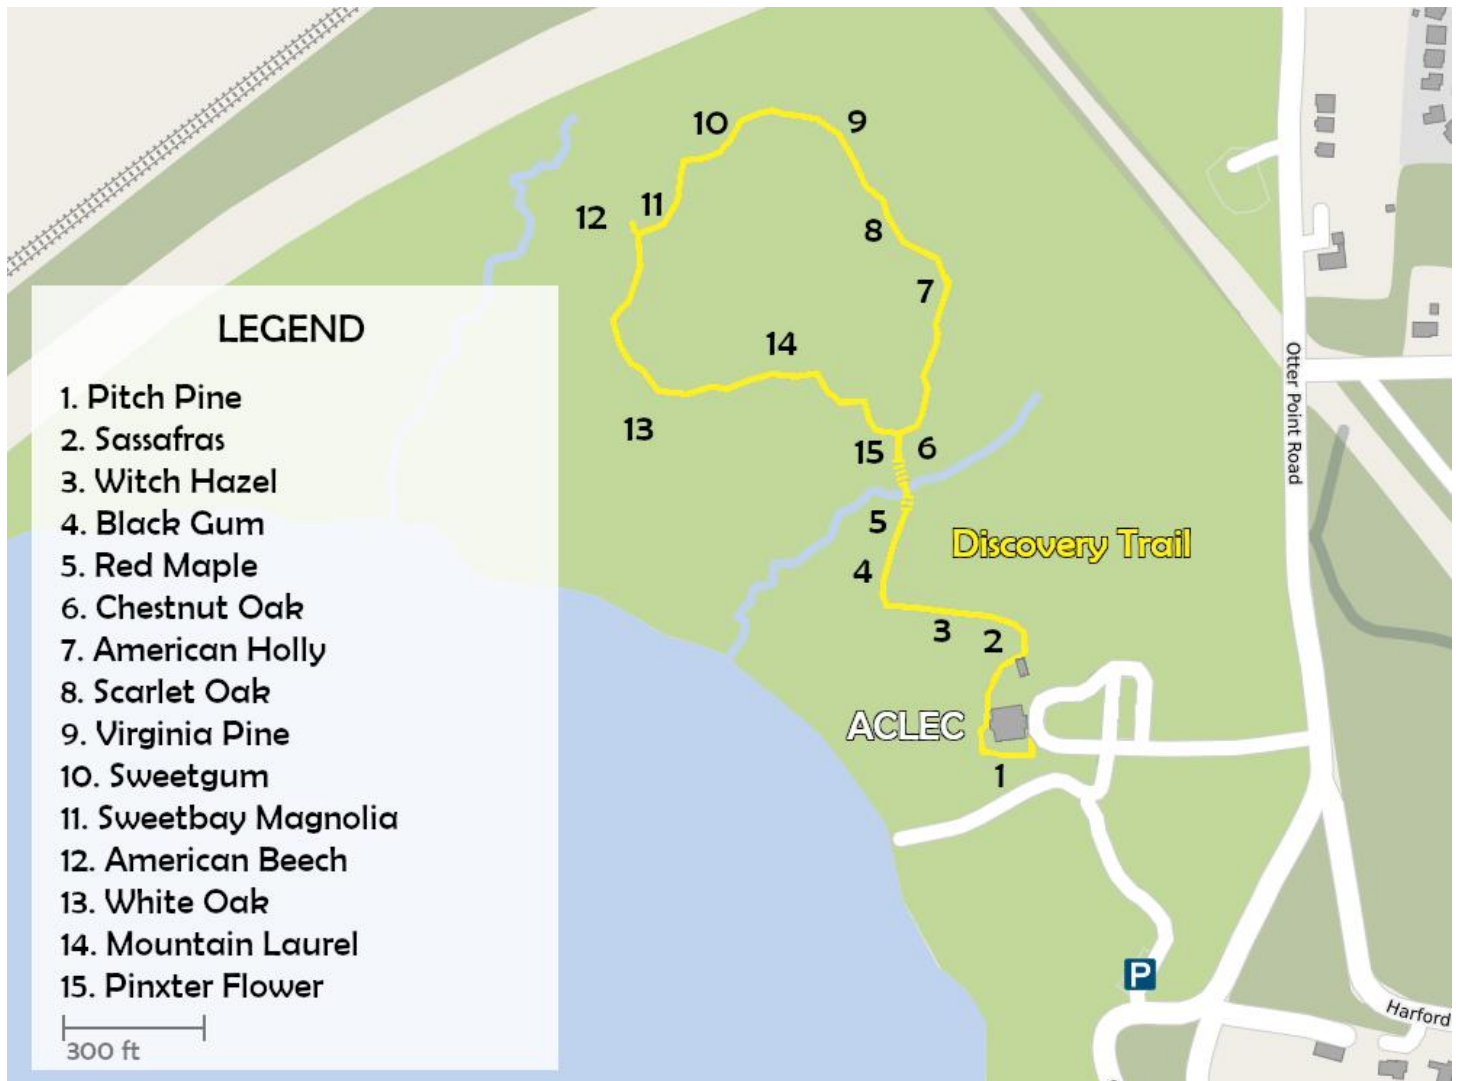 10
9
12
11
8
7
LEGEND
14
Otter Point Road
1. Pitch Pine
2. Sassafras
3. Witch Hazel
4. Black Gum
5. Red Maple
6. Chestnut Oak
7. American Holly
8. Scarlet Oak
9. Virginia Pine
10. Sweetgum
11. Sweetbay Magnolia
12. American Beech
13. White Oak
14. Mountain Laurel
15. Pinxter Flower
300 ft
13
15
6
5
Discovery Trail
4
3
2
ACLEC
1
P
Harford